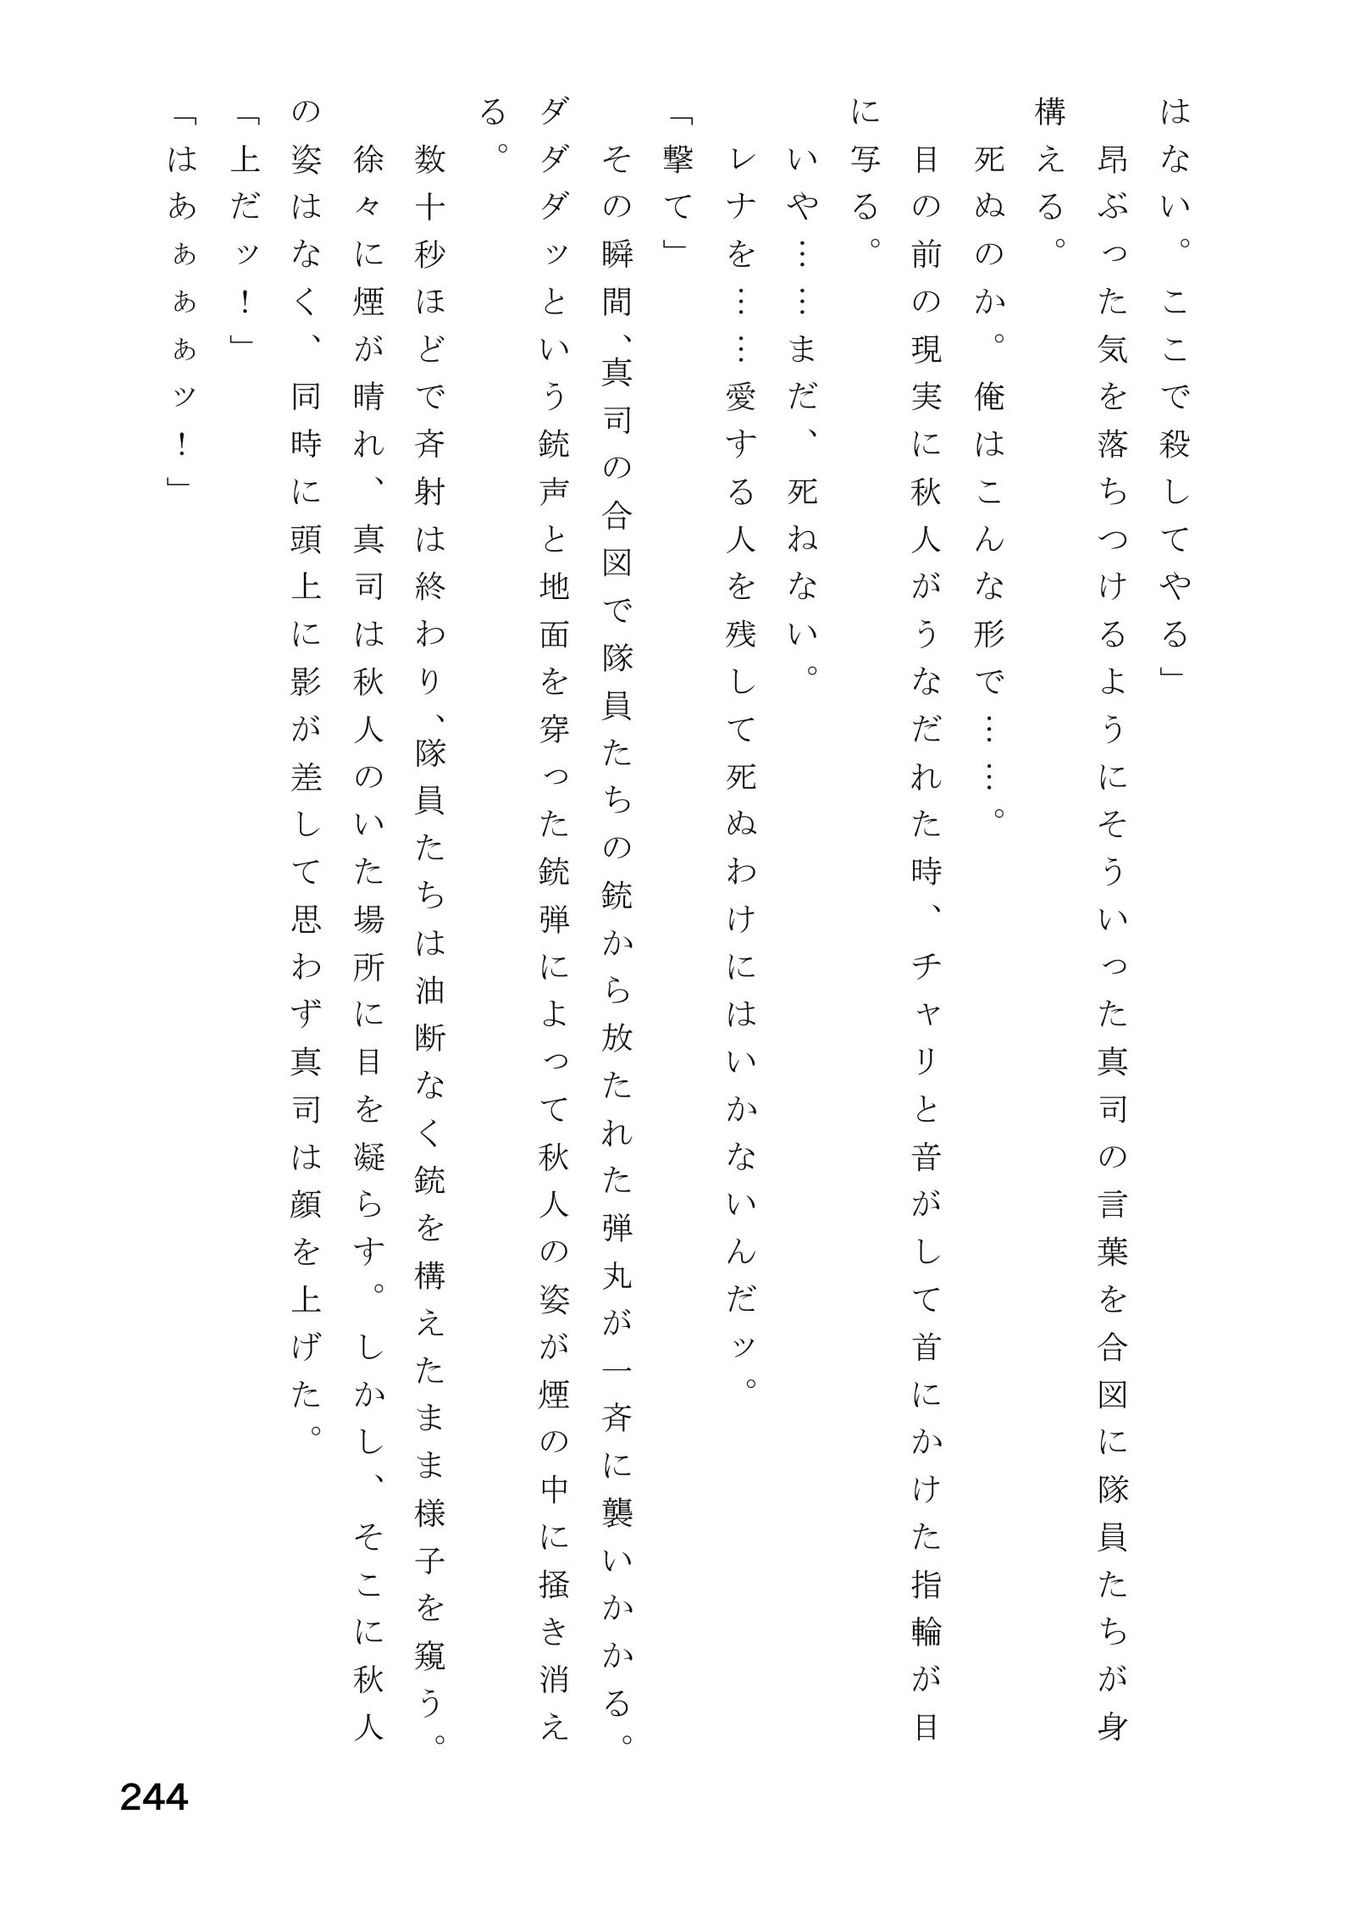 はない。ここで殺してやる」
昂ぶった気を落ちつけるようにそういった真司の言葉を合図に隊員たちが身
構える。
死ぬのか。俺はこんな形で……。
目の前の現実に秋人がうなだれた時、チャリと音がして首にかけた指輪が目
に写る。
いや……まだ、死ねない。
レナを……愛する人を残して死ぬわけにはいかないんだッ。
「撃て」
その瞬間、真司の合図で隊員たちの銃から放たれた弾丸が一斉に襲いかかる。
ダダダッという銃声と地面を穿った銃弾によって秋人の姿が煙の中に掻き消え
る。
数十秒ほどで斉射は終わり、隊員たちは油断なく銃を構えたまま様子を窺う。
徐々に煙が晴れ、真司は秋人のいた場所に目を凝らす。しかし、そこに秋人
の姿はなく、同時に頭上に影が差して思わず真司は顔を上げた。
「上だッ！」
「はあぁぁぁッ！」
244